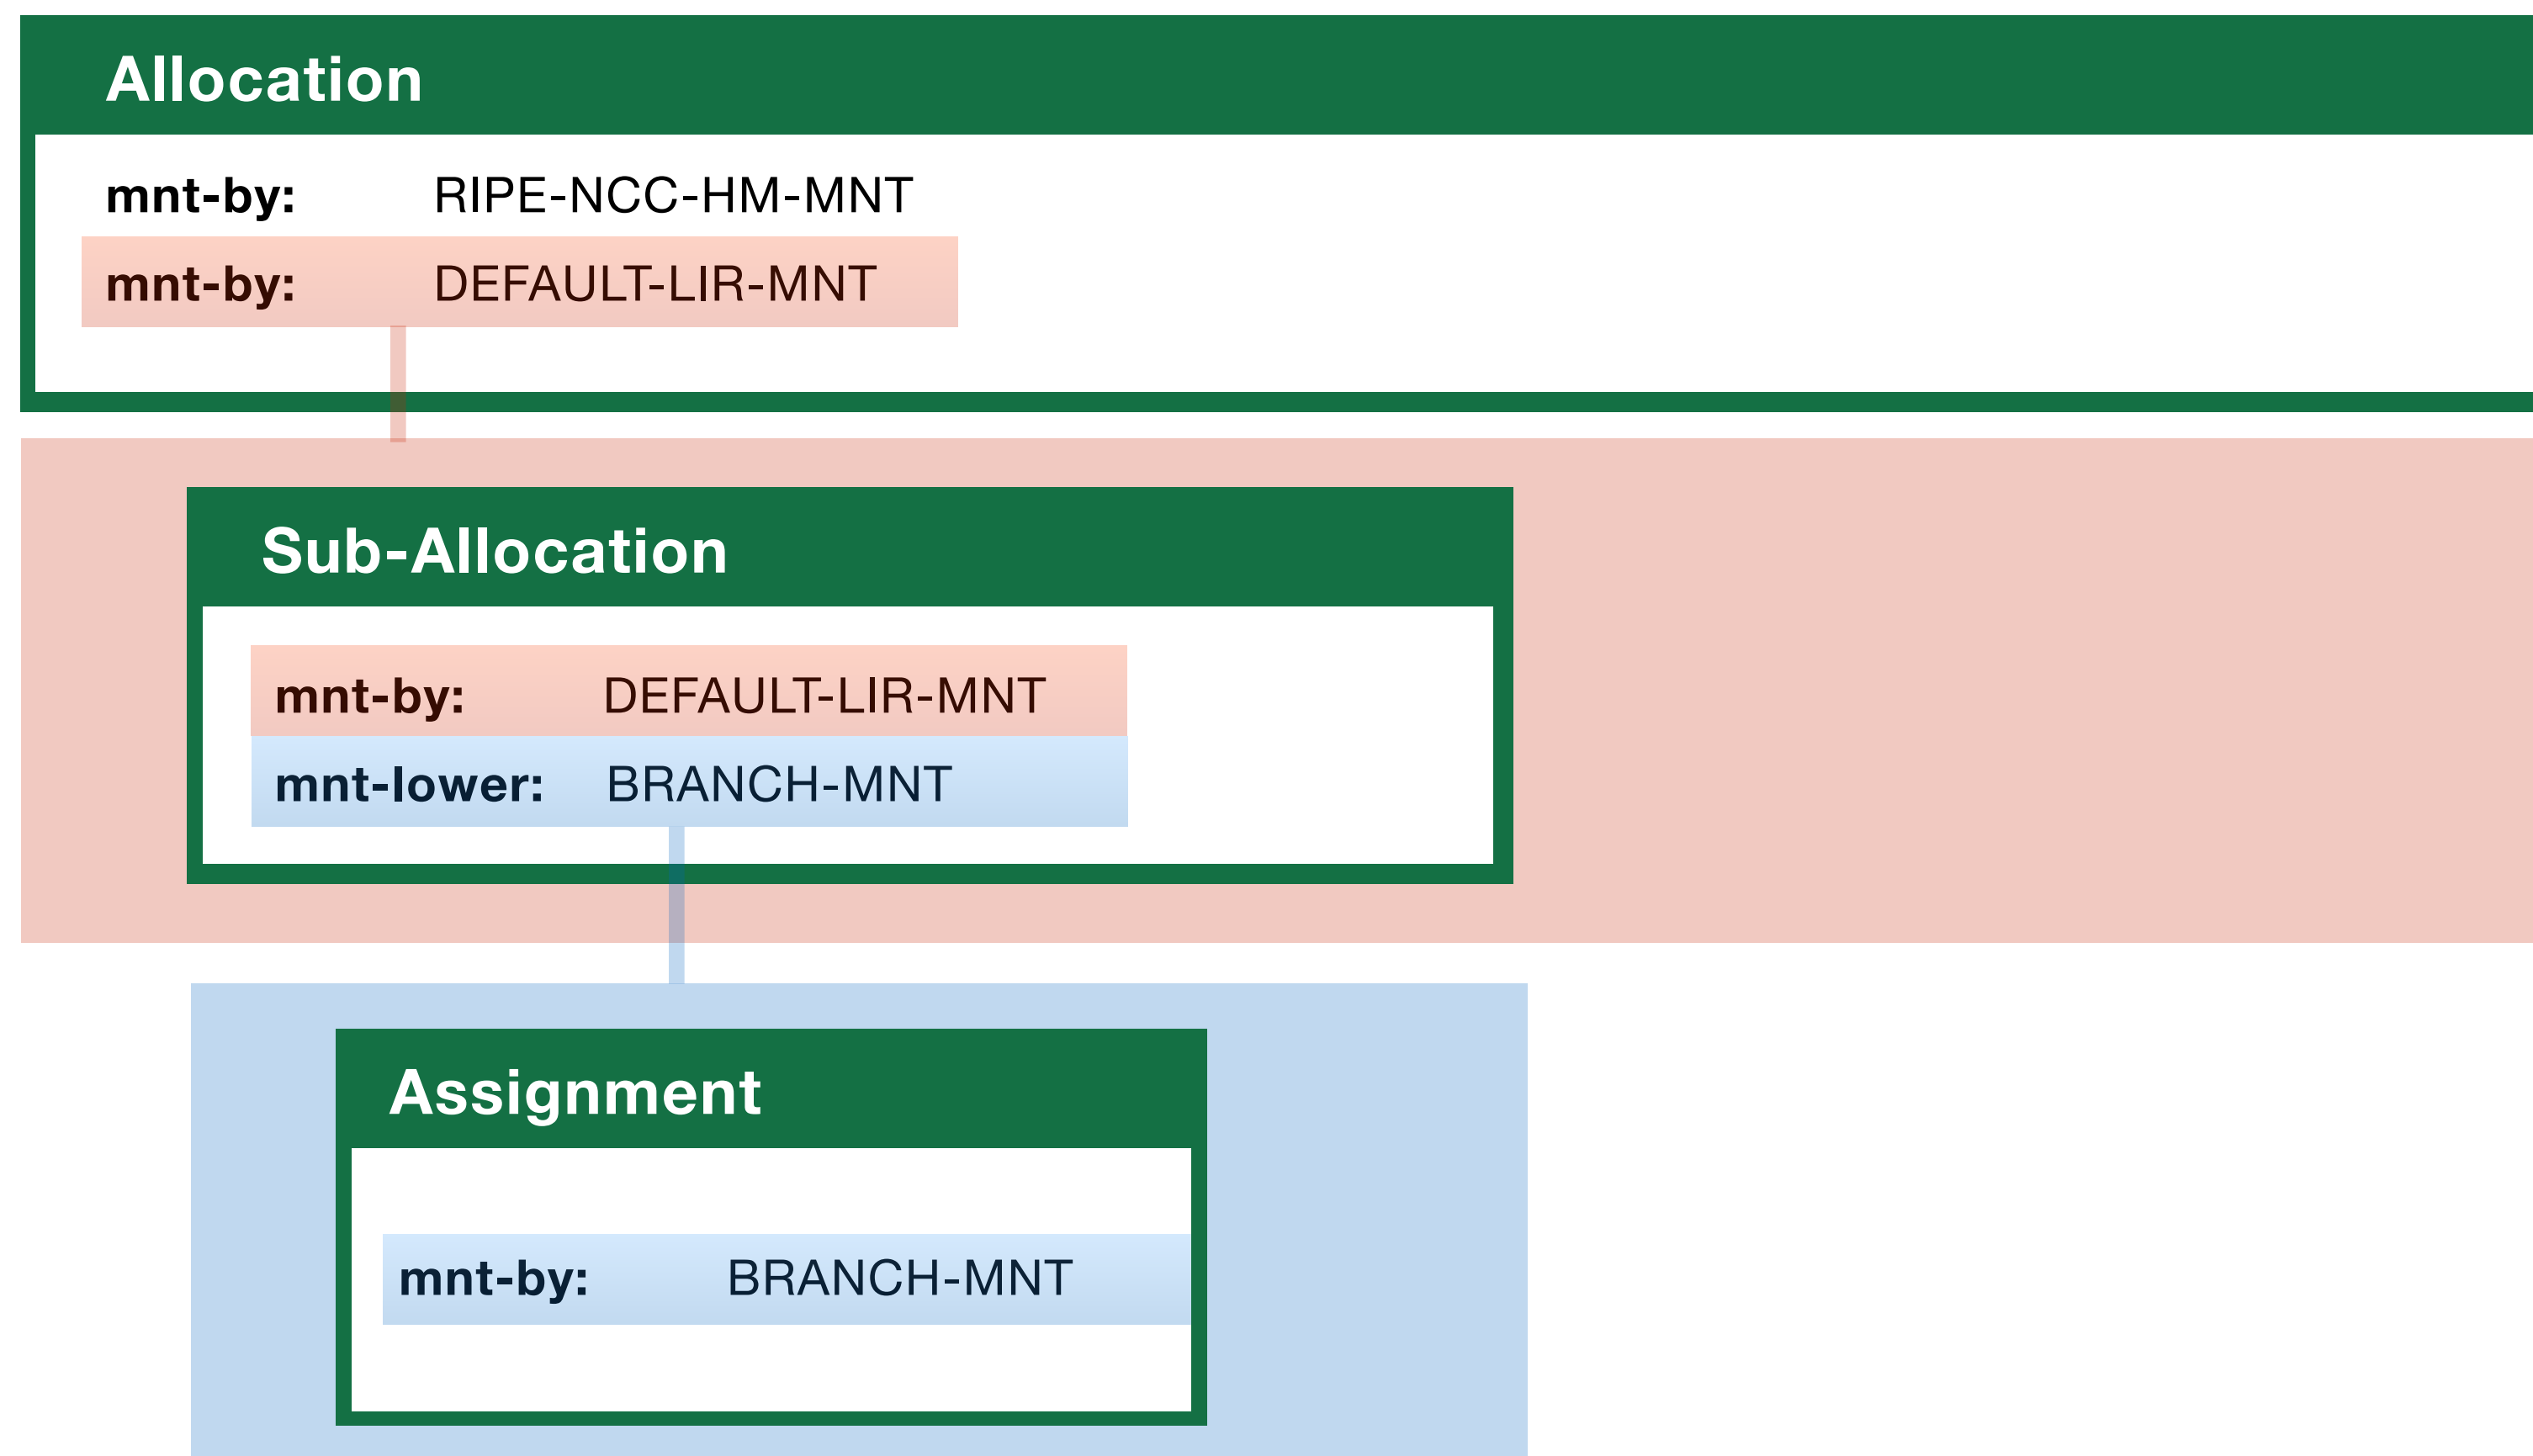 Allocation
mnt-by: RIPE-NCC-HM-MNT
mnt-by: DEFAULT-LIR-MNT
Sub-Allocation
mnt-by: DEFAULT-LIR-MNT
mnt-lower: BRANCH-MNT
Assignment
mnt-by: BRANCH-MNT